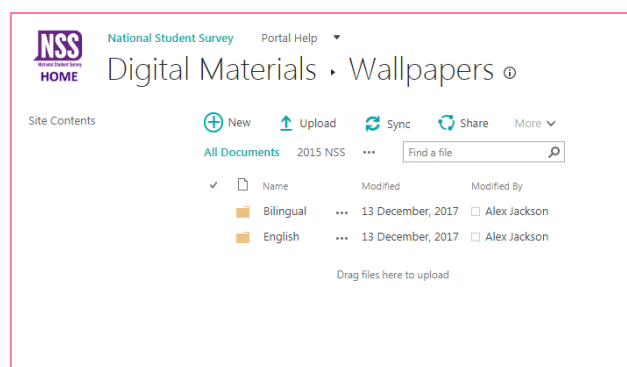 NSS
National Student Survey
HOME
National Student Survey Portal Help
Digital Materials Wallpapers
Site Contents
New Upload Sync Share More
All Documents 2015 NSS ... Find a file
Name Modified Modified By
Bilingual ... 13 December, 2017 Alex Jackson
English ... 13 December, 2017 Alex Jackson
Drag files here to upload